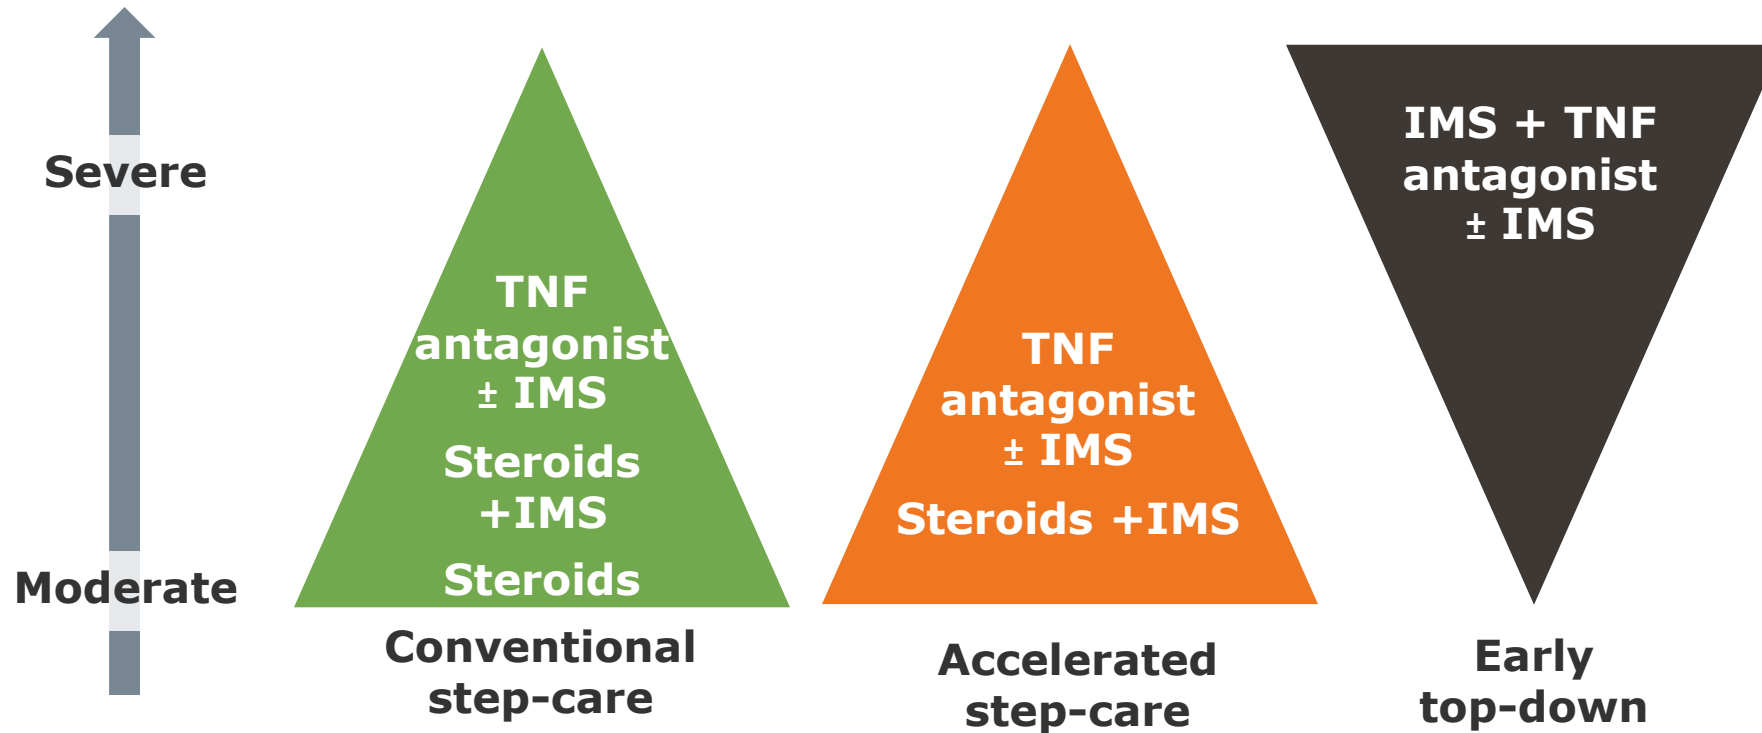 Severe
Moderate
TNF
antagonist
± IMS
Steroids
+IMS
Steroids
Conventional
step-care
TNF
antagonist
± IMS
Steroids +IMS
Accelerated
step-care
IMS + TNF
antagonist
± IMS
Early
top-down